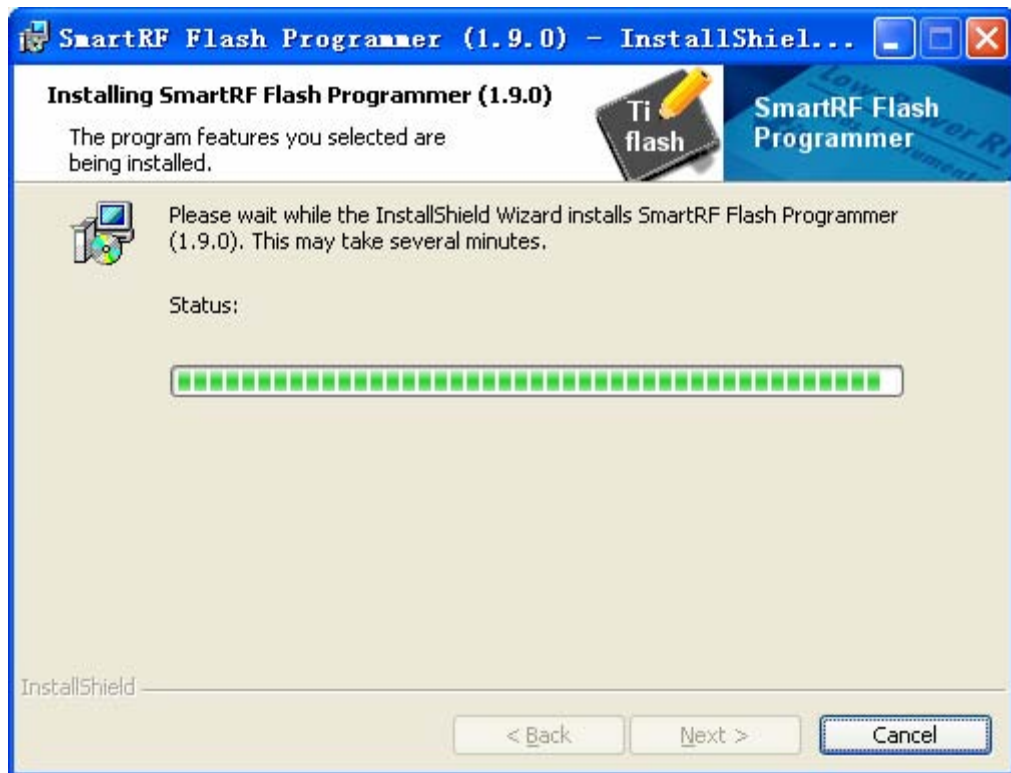 SmartRF Flash Programmer (1.9.0) - InstallShiel...
Installing SmartRF Flash Programmer (1.9.0)
The program features you selected are
being installed.
Ti
flash
SmartRF Flash
Programmer
Please wait while the InstallShield Wizard installs SmartRF Flash Programmer
(1.9.0). This may take several minutes.
Status:
InstallShield
< Back
Next >
Cancel